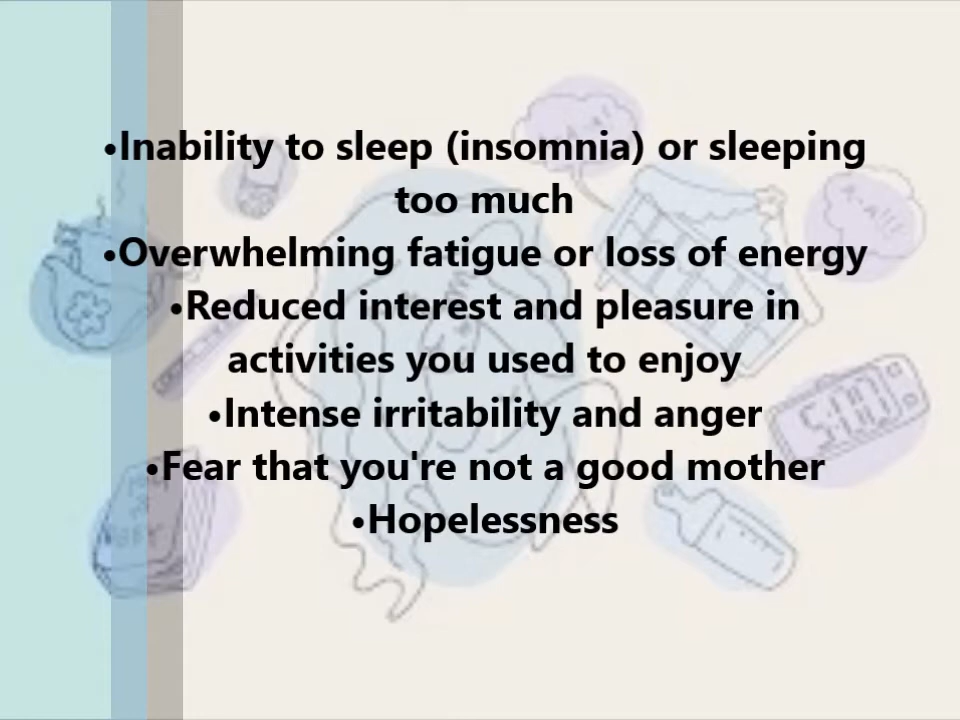 •Inability to sleep (insomnia) or sleeping
too much
•Overwhelming fatigue or loss of energy
•Reduced interest and pleasure in
activities you used to enjoy
•Intense irritability and anger
•Fear that you're not a good mother
•Hopelessness